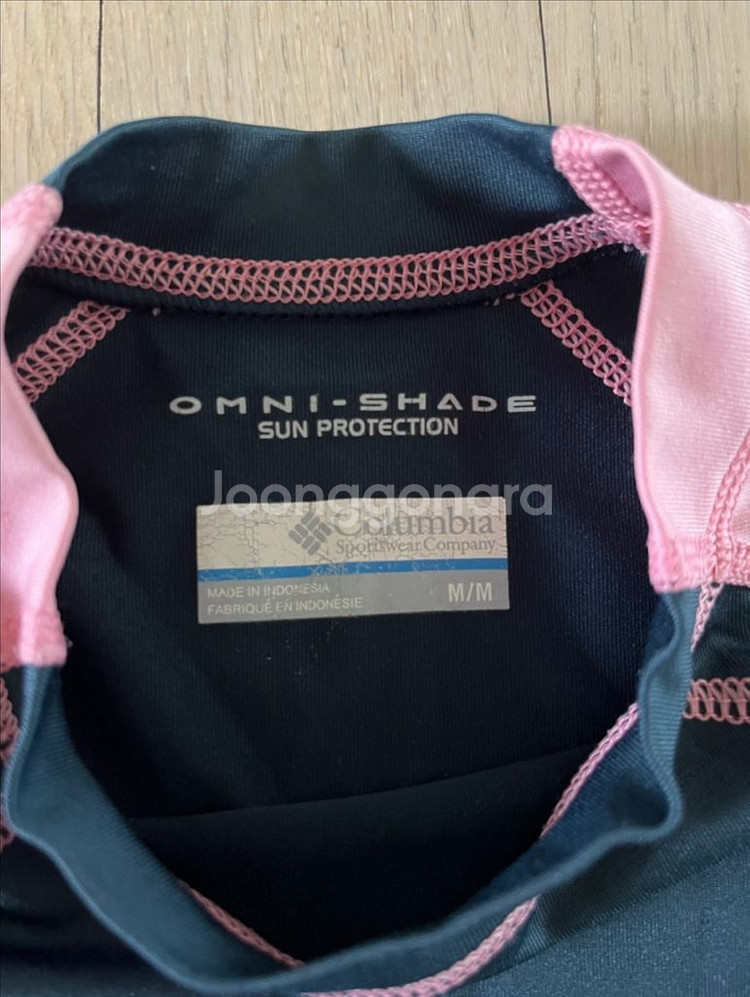 OMNI-SHADE
SUN PROTECTION
Joonggonara
Columbia
Sportswear Company
MADE IN INDONESIA
FABRIQUÉ EN INDONÉSIE
M/M